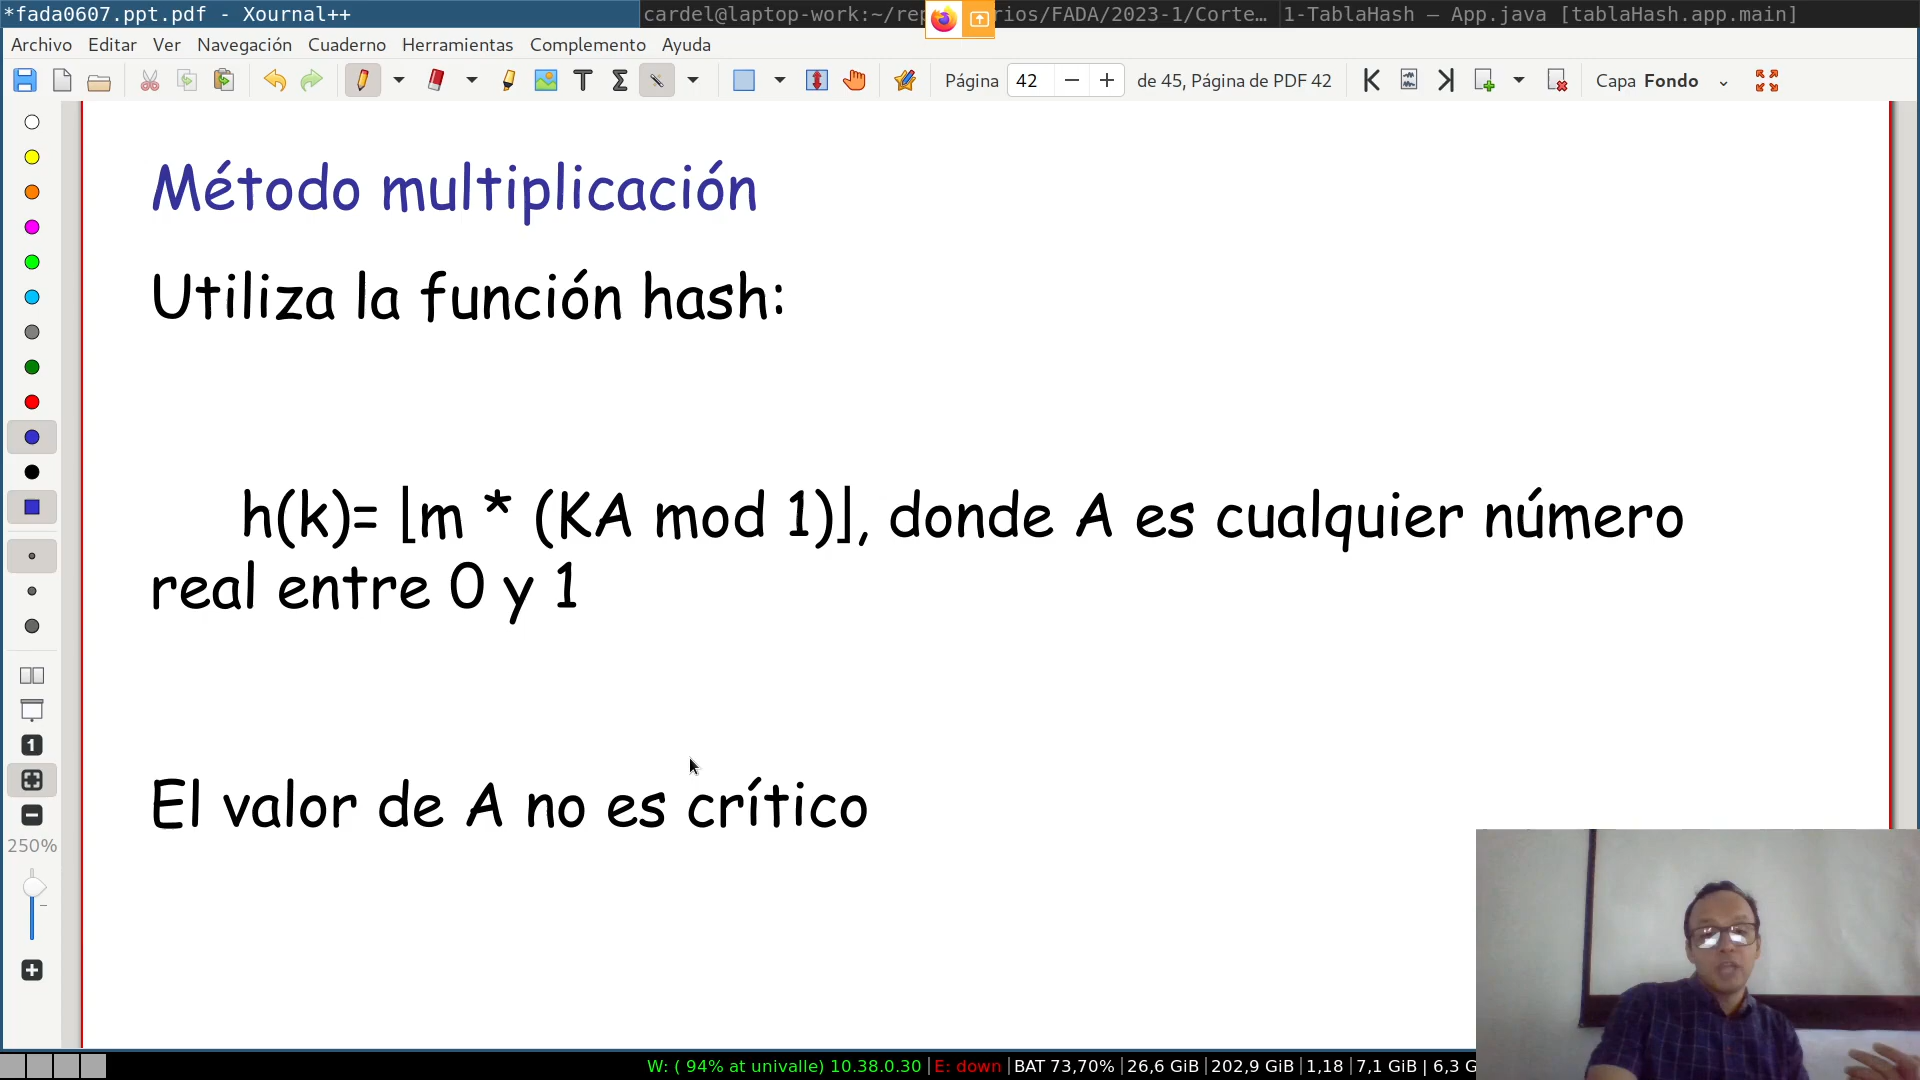 *fada0607.ppt.pdf - Xournal++
cardel@laptop-work:~/rep rios/FADA/2023-1/Corte…
1-TablaHash – App.java [tablaHash.app.main]
Archivo Editar Ver Navegación Cuaderno Herramientas Complemento Ayuda
Página 42 de 45, Página de PDF 42 Capa Fondo
Método multiplicación
Utiliza la función hash:
h(k)= ⌊m * (KA mod 1)⌋, donde A es cualquier número
real entre 0 y 1
El valor de A no es crítico
250%
W: ( 94% at univalle) 10.38.0.30 | E: down | BAT 73,70% | 26,6 GiB | 202,9 GiB | 1,18 | 7,1 GiB | 6,3 G